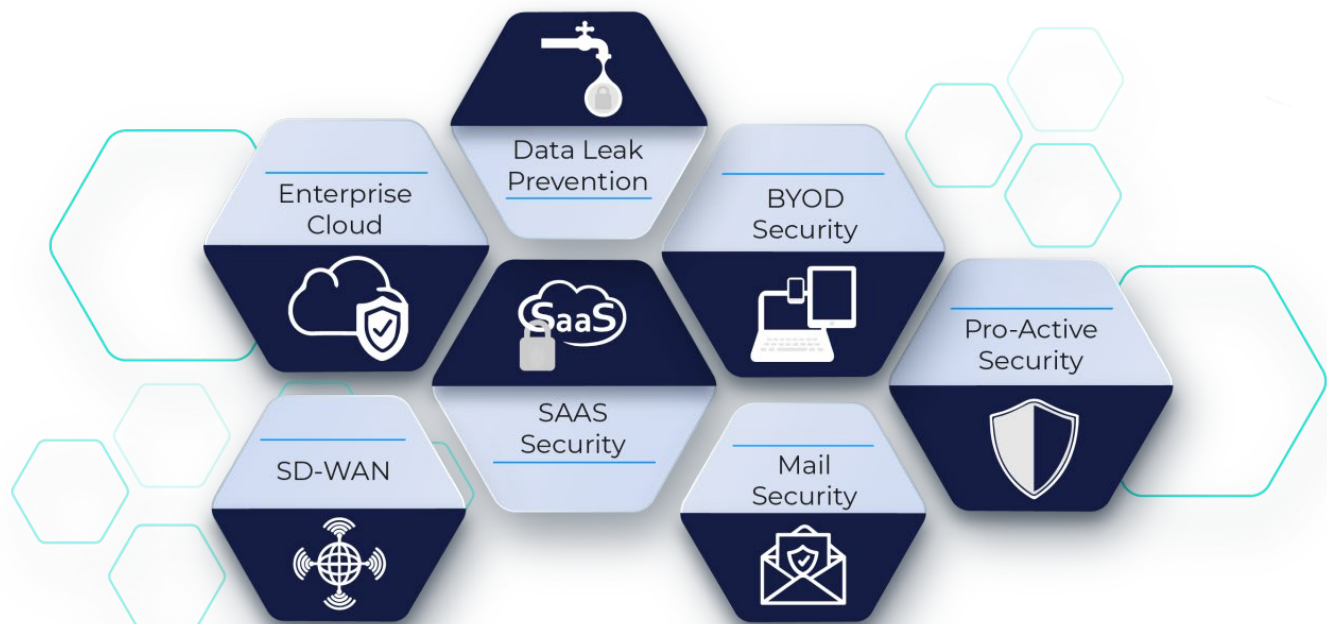 Data Leak
Prevention
Enterprise
Cloud
BYOD
Security
SaaS
SAAS
Security
Pro-Active
Security
SD-WAN
Mail
Security